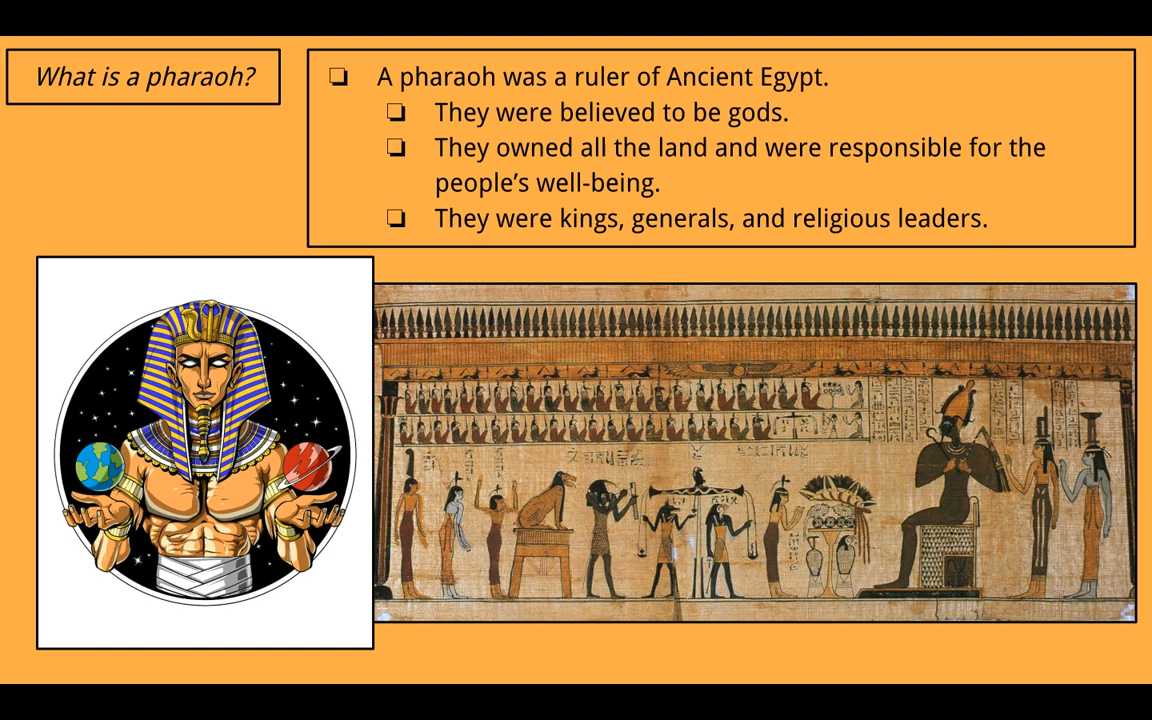 What is a pharaoh?
❏ A pharaoh was a ruler of Ancient Egypt.
❏ They were believed to be gods.
❏ They owned all the land and were responsible for the
people’s well-being.
❏ They were kings, generals, and religious leaders.